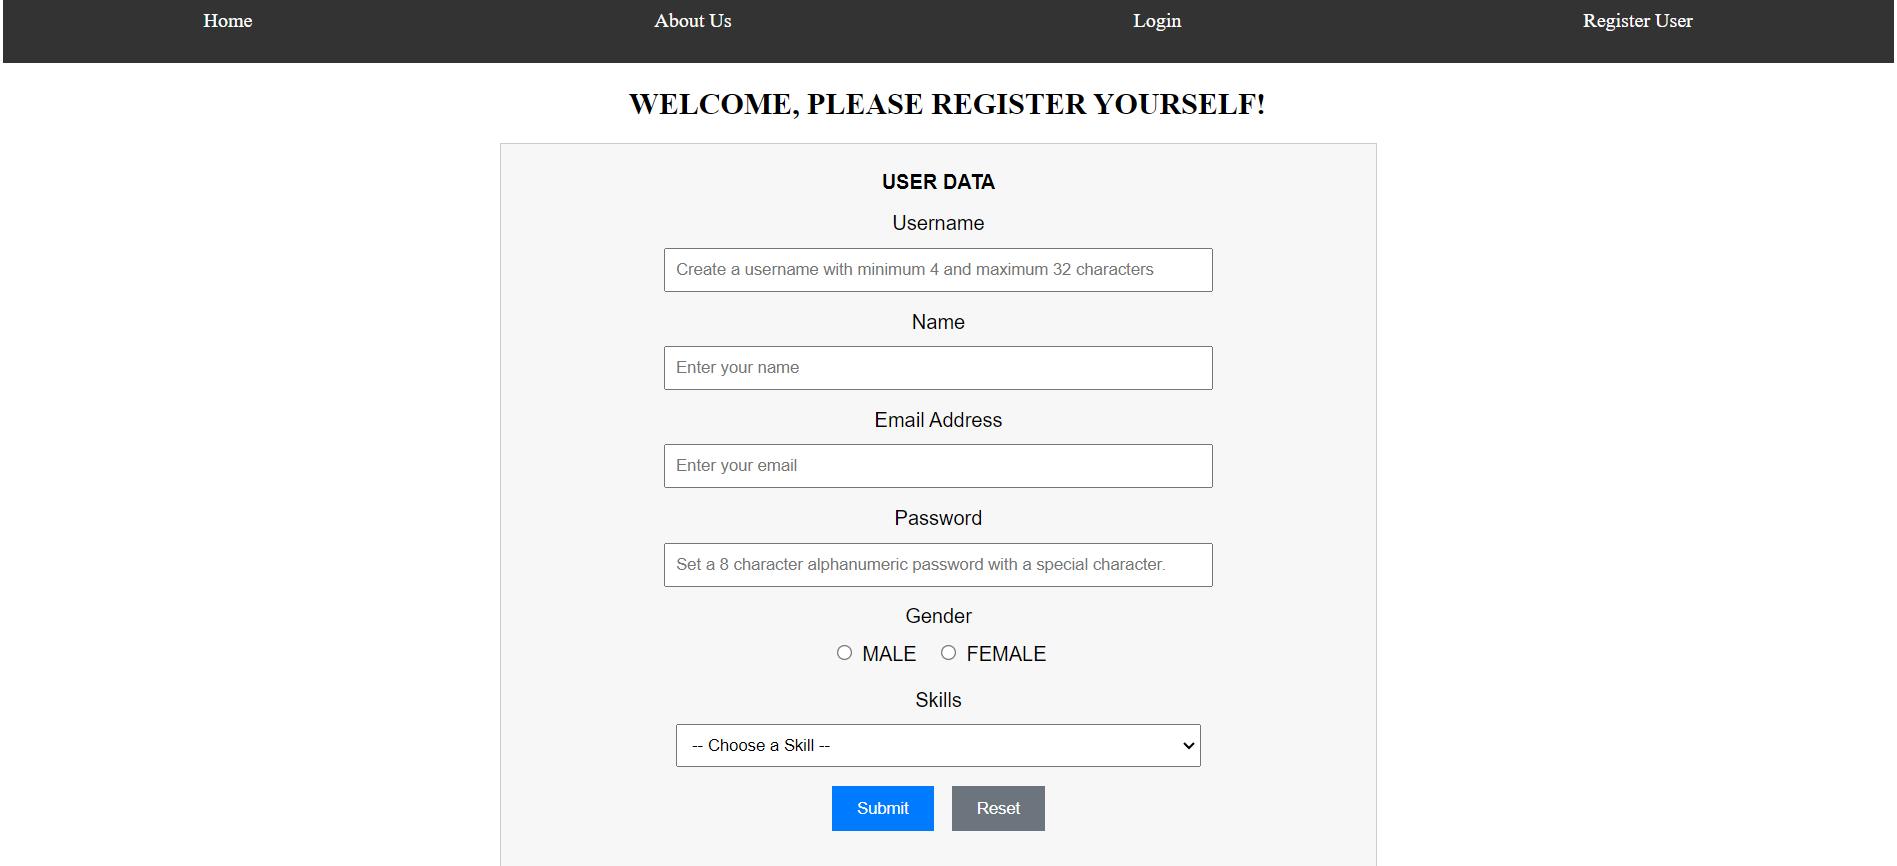 Home About Us Login Register User
WELCOME, PLEASE REGISTER YOURSELF!
USER DATA
Username
Create a username with minimum 4 and maximum 32 characters
Name
Enter your name
Email Address
Enter your email
Password
Set a 8 character alphanumeric password with a special character.
Gender
MALE FEMALE
Skills
-- Choose a Skill --
Submit Reset